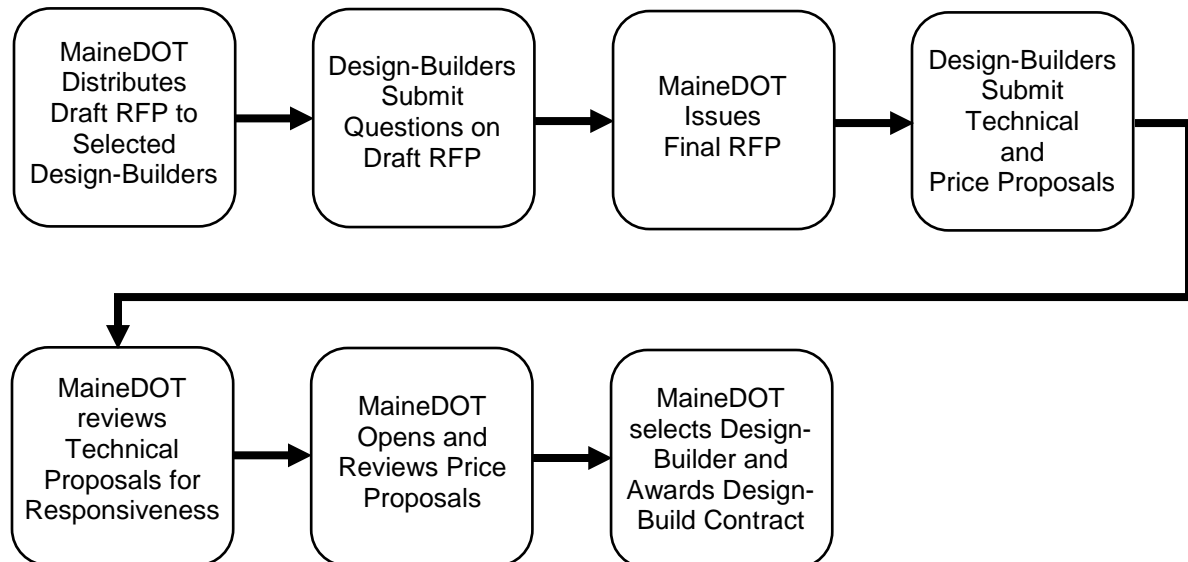 MaineDOT
Distributes
Draft RFP to
Selected
Design-Builders
Design-Builders
Submit
Questions on
Draft RFP
MaineDOT
Issues
Final RFP
Design-Builders
Submit
Technical
and
Price Proposals
MaineDOT
reviews
Technical
Proposals for
Responsiveness
MaineDOT
Opens and
Reviews Price
Proposals
MaineDOT
selects Design-
Builder and
Awards Design-
Build Contract